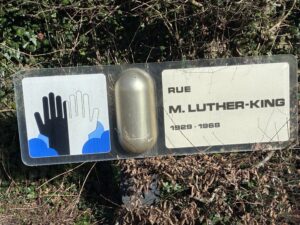 RUE
M. LUTHER-KING
1929 - 1968